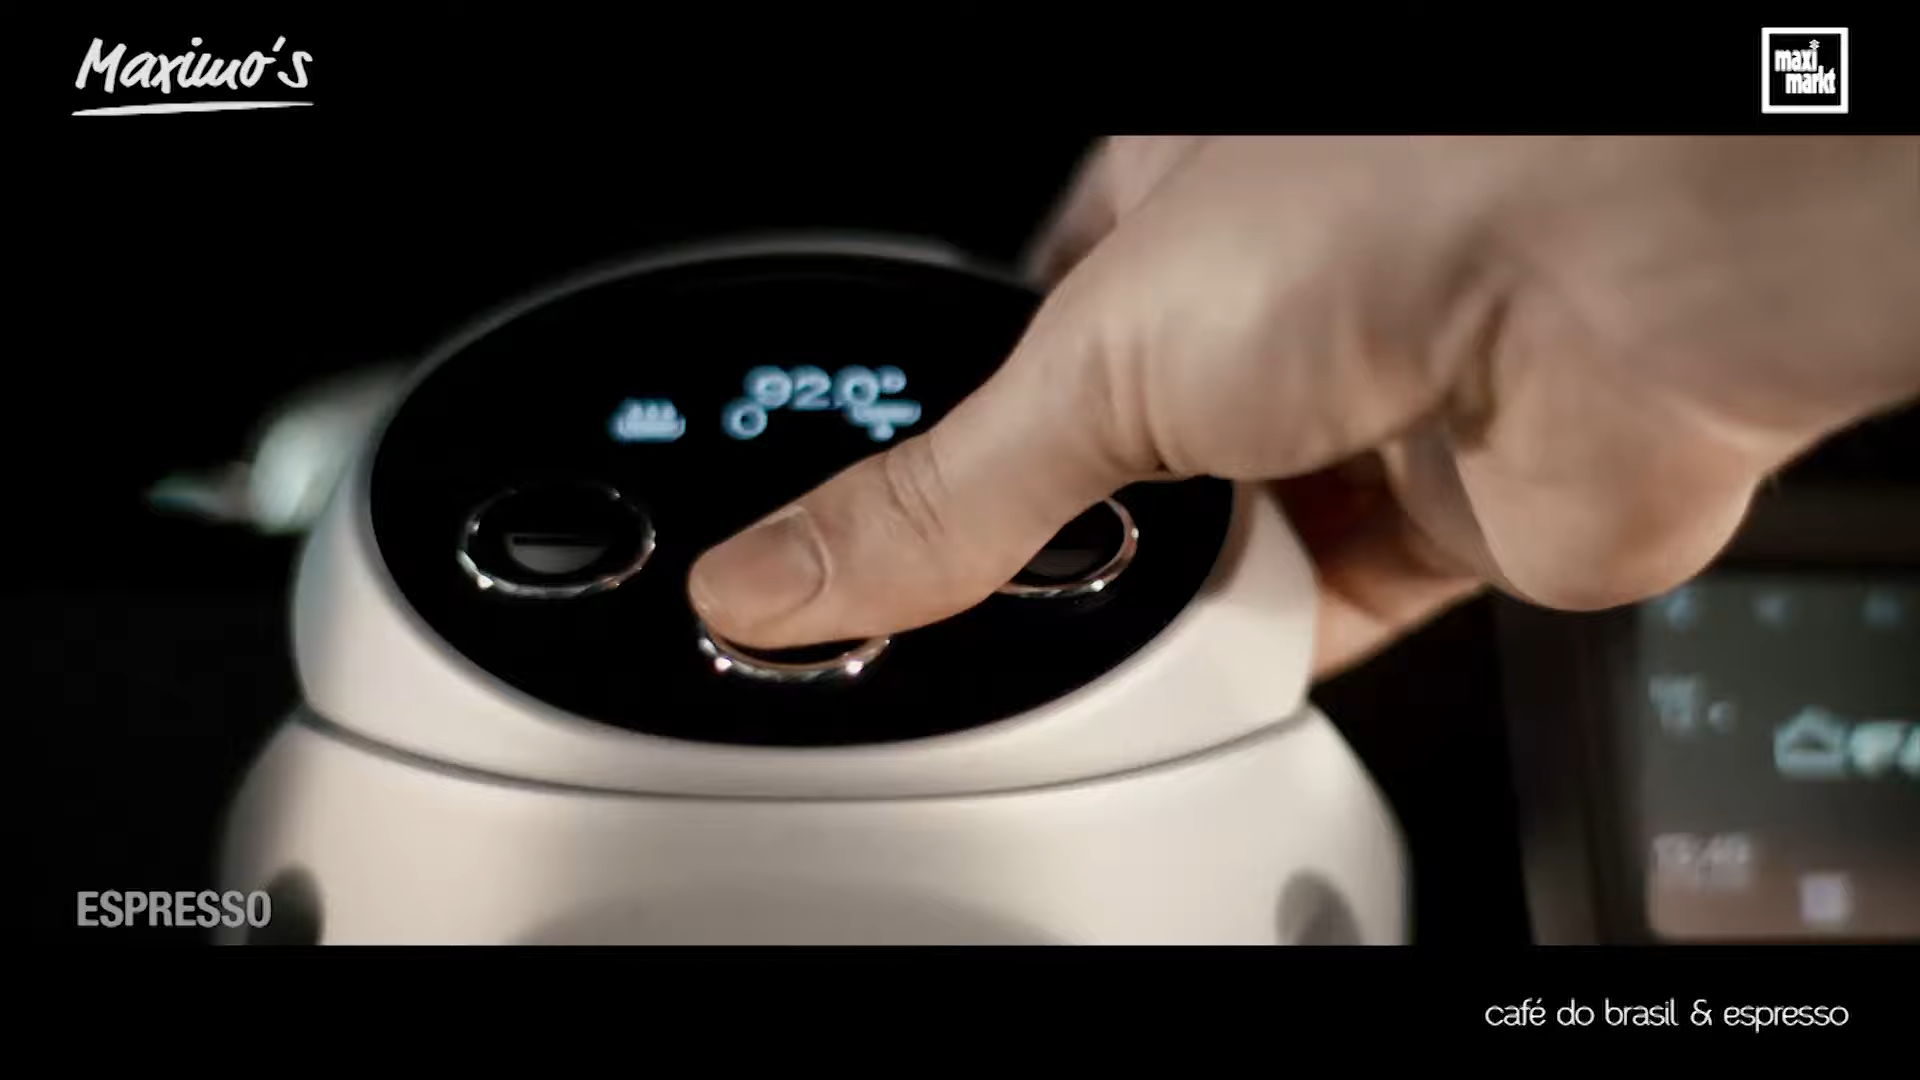 Maximo's
maxi
markt
92.0°
ESPRESSO
café do brasil & espresso